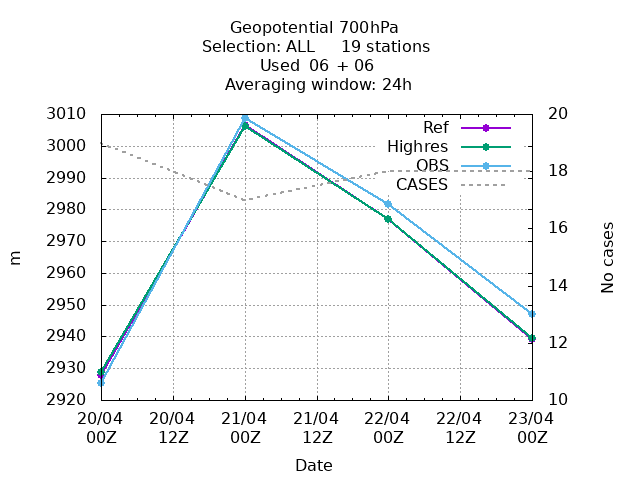 Geopotential 700hPa
Selection: ALL 19 stations
Used 06 + 06
Averaging window: 24h
3010
3000
2990
2980
2970
2960
2950
2940
2930
2920
m
20
18
16
14
12
10
No cases
Ref
Highres
OBS
CASES
20/04 20/04 21/04 21/04 22/04 22/04 23/04
00Z 12Z 00Z 12Z 00Z 12Z 00Z
Date